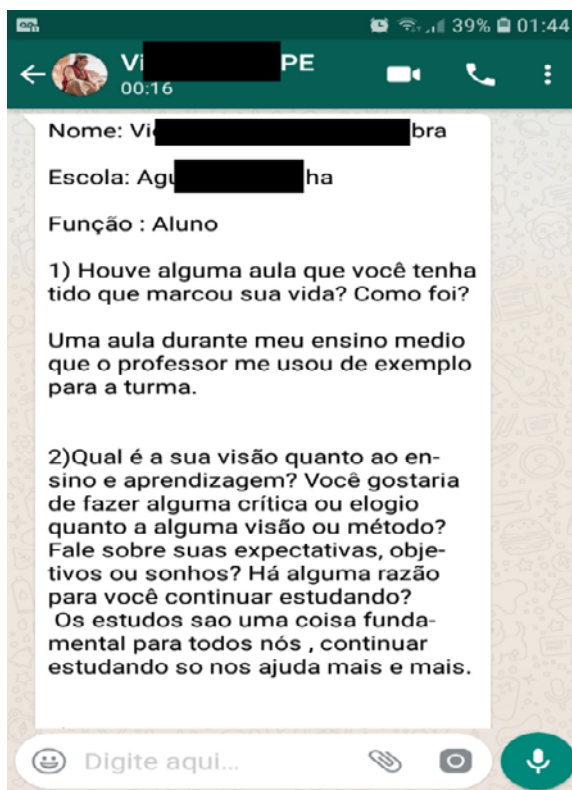 39% 01:44
Vi PE
00:16
Nome: Vi bra
Escola: Agu ha
Função : Aluno
1) Houve alguma aula que você tenha
tido que marcou sua vida? Como foi?
Uma aula durante meu ensino medio
que o professor me usou de exemplo
para a turma.
2)Qual é a sua visão quanto ao en-
sino e aprendizagem? Você gostaria
de fazer alguma crítica ou elogio
quanto a alguma visão ou método?
Fale sobre suas expectativas, obje-
tivos ou sonhos? Há alguma razão
para você continuar estudando?
Os estudos sao uma coisa funda-
mental para todos nós , continuar
estudando so nos ajuda mais e mais.
Digite aqui...